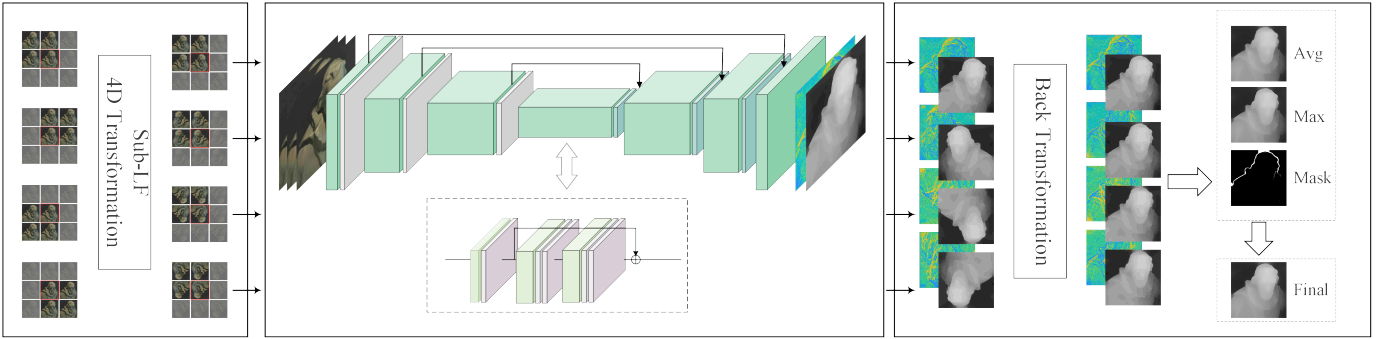 Sub-LF
4D Transformation
Back Transformation
Avg
Max
Mask
Final